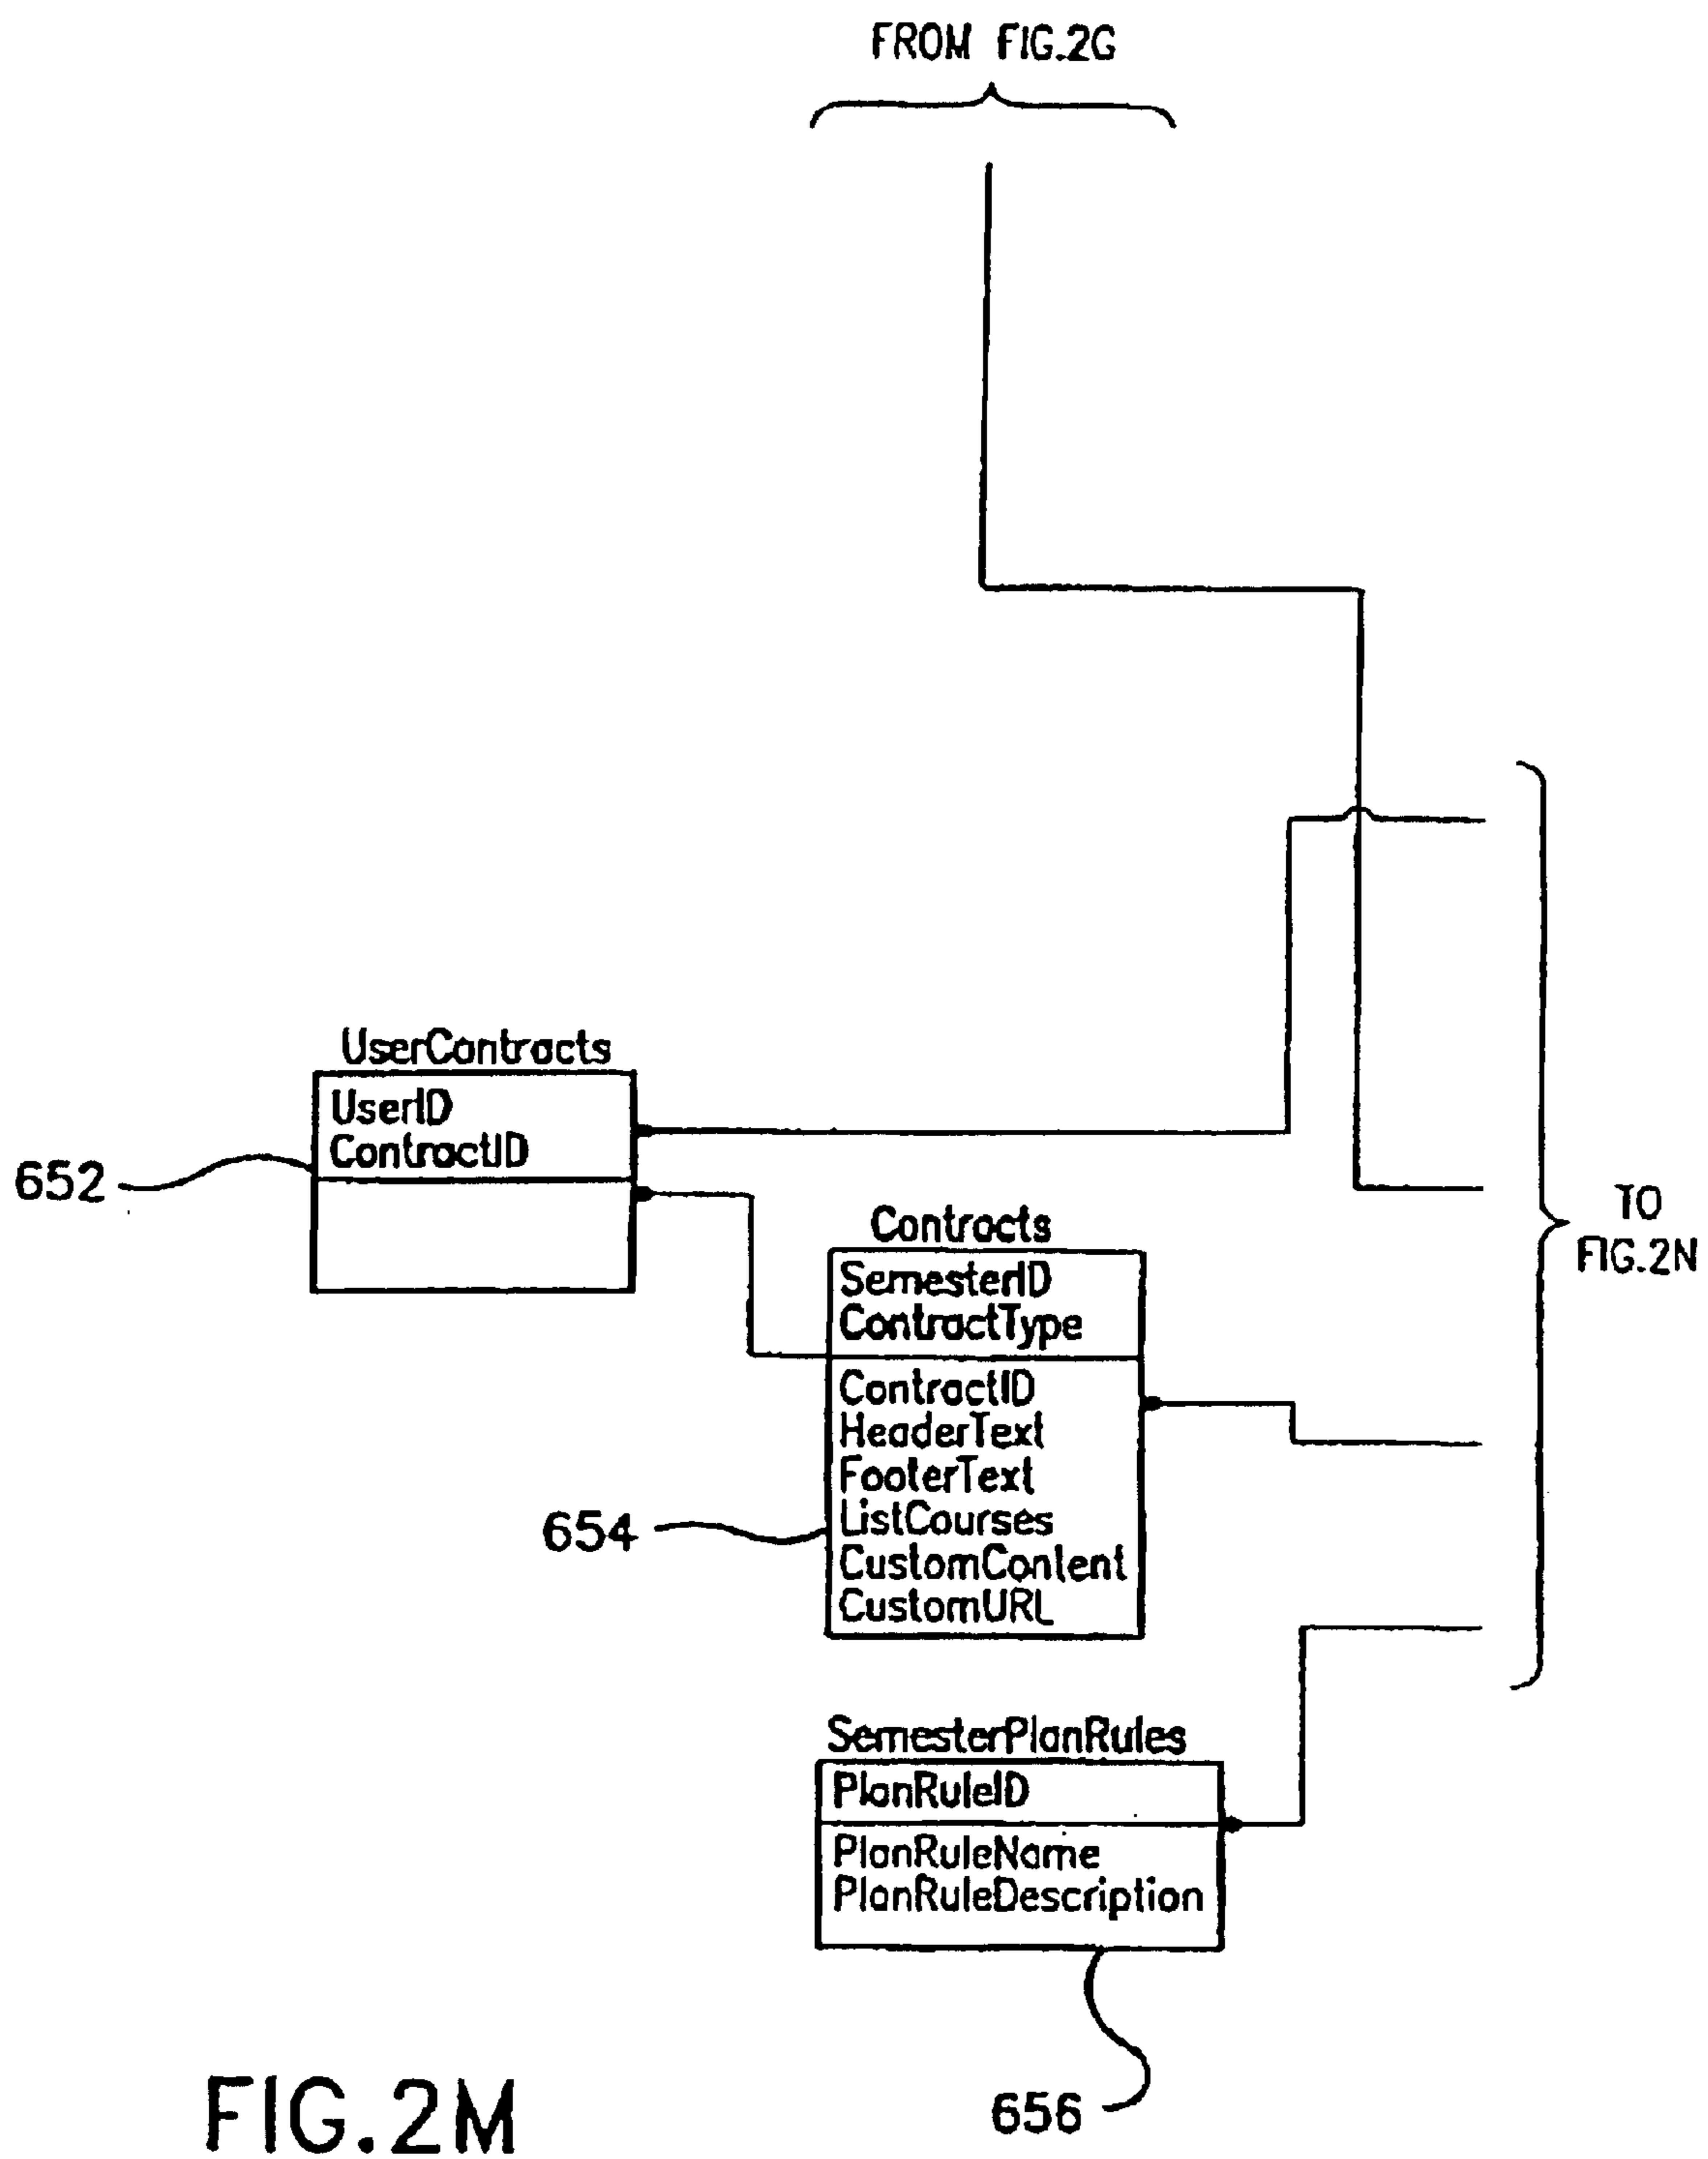 FROM FIG.2G
UserContracts
UserID
ContractID
652
Contracts
SemesterID
ContractType
ContractID
HeaderText
FooterText
ListCourses
CustomContent
CustomURL
654
TO
FIG.2N
SemesterPlanRules
PlanRuleID
PlanRuleName
PlanRuleDescription
656
FIG.2M